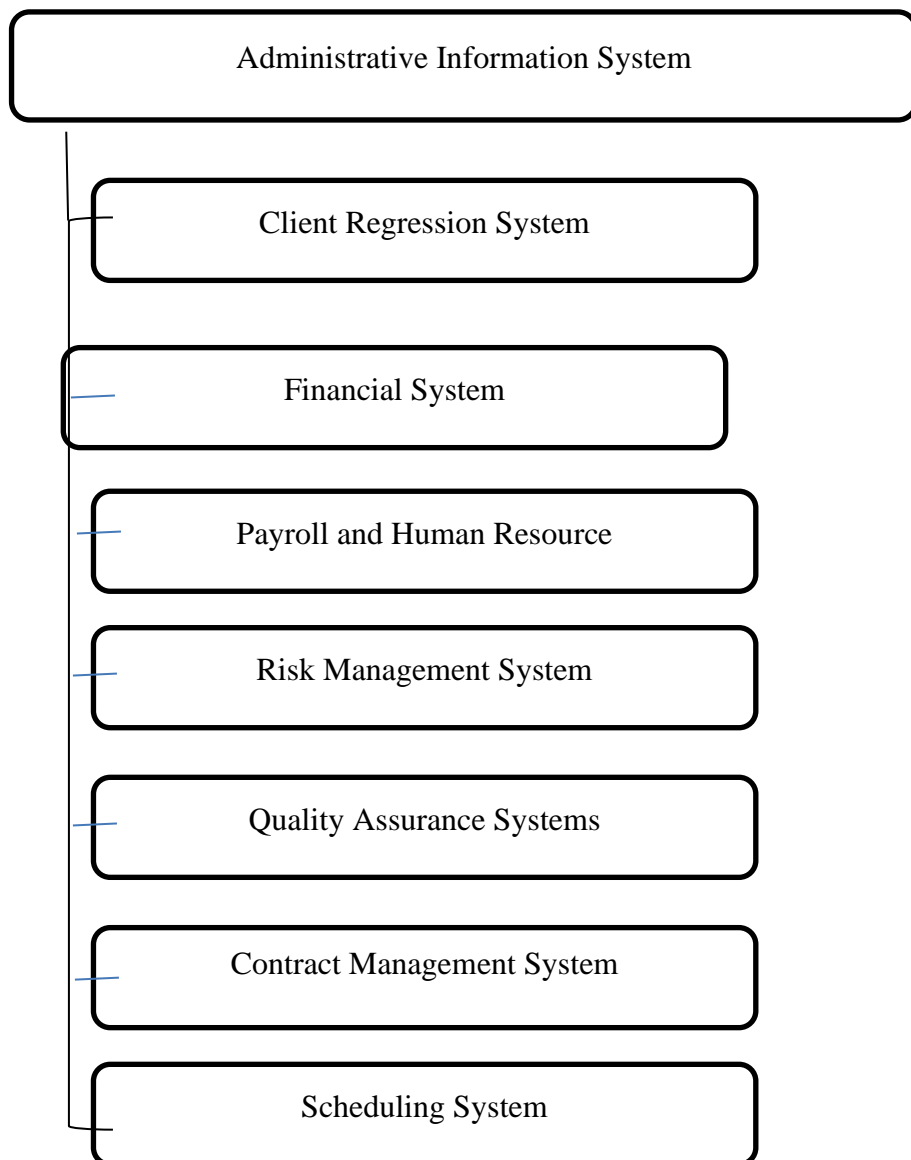 Administrative Information System
Client Regression System
Financial System
Payroll and Human Resource
Risk Management System
Quality Assurance Systems
Contract Management System
Scheduling System